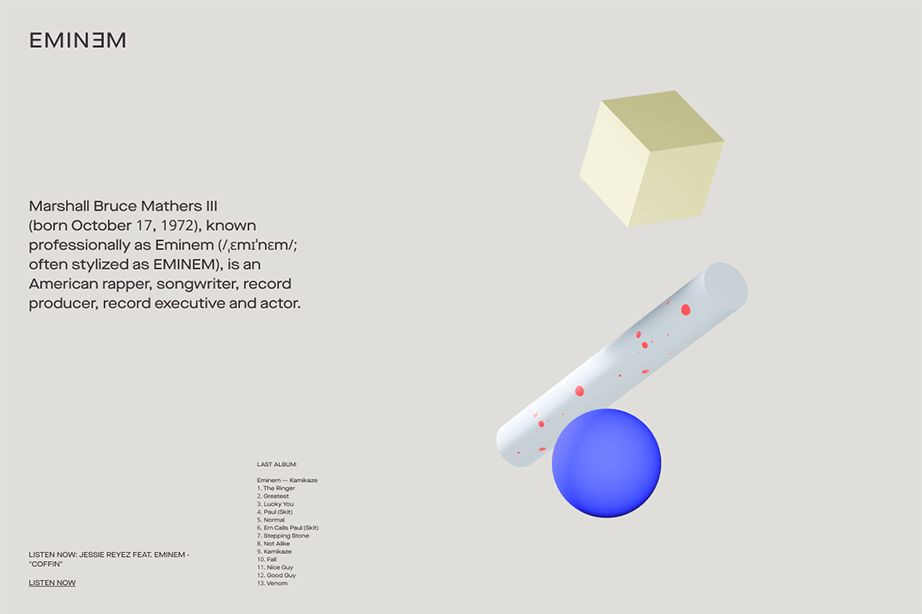 EMINƎM
Marshall Bruce Mathers III
(born October 17, 1972), known
professionally as Eminem (/ˌɛmɪˈnɛm/;
often stylized as EMINEM), is an
American rapper, songwriter, record
producer, record executive and actor.
LAST ALBUM:
Eminem — Kamikaze
1. The Ringer
2. Greatest
3. Lucky You
4. Paul (Skit)
5. Normal
6. Em Calls Paul (Skit)
7. Stepping Stone
8. Not Alike
9. Kamikaze
10. Fall
11. Nice Guy
12. Good Guy
13. Venom
LISTEN NOW: JESSIE REYEZ FEAT. EMINEM -
"COFFIN"
LISTEN NOW